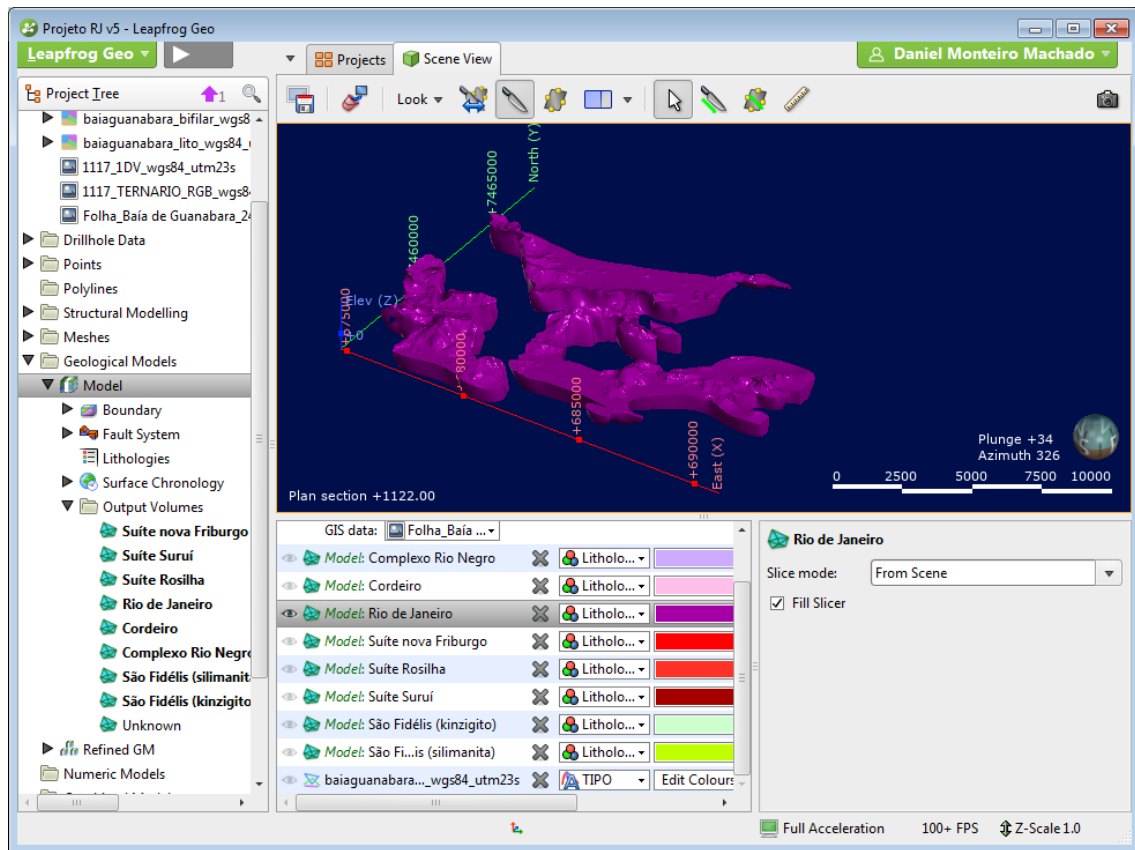 Projeto RJ v5 - Leapfrog Geo
Leapfrog Geo
Projects
Scene View
Daniel Monteiro Machado
Project Tree
1
Look
baiaguanabara_bifilar_wgs8
baiaguanabara_lito_wgs84_u
1117_1DV_wgs84_utm23s
1117_TERNARIO_RGB_wgs84
Folha_Baía de Guanabara_24
Drillhole Data
Points
Polylines
Structural Modelling
Meshes
Geological Models
Model
Boundary
Fault System
Lithologies
Surface Chronology
Output Volumes
Suíte nova Friburgo
Suíte Suruí
Suíte Rosilha
Rio de Janeiro
Cordeiro
Complexo Rio Negro
São Fidélis (silimanit
São Fidélis (kinzigito
Unknown
Refined GM
Numeric Models
North (Y)
+7465000
460000
Elev (Z)
+675000
+0
680000
+685000
+690000
East (X)
Plunge +34
Azimuth 326
0 2500 5000 7500 10000
Plan section +1122.00
GIS data: Folha_Baía ...
Model: Complexo Rio Negro Litholo...
Model: Cordeiro Litholo...
Model: Rio de Janeiro Litholo...
Model: Suíte nova Friburgo Litholo...
Model: Suíte Rosilha Litholo...
Model: Suíte Suruí Litholo...
Model: São Fidélis (kinzigito) Litholo...
Model: São Fi...is (silimanita) Litholo...
baiaguanabara..._wgs84_utm23s TIPO Edit Colours
Rio de Janeiro
Slice mode: From Scene
Fill Slicer
Full Acceleration 100+ FPS Z-Scale 1.0